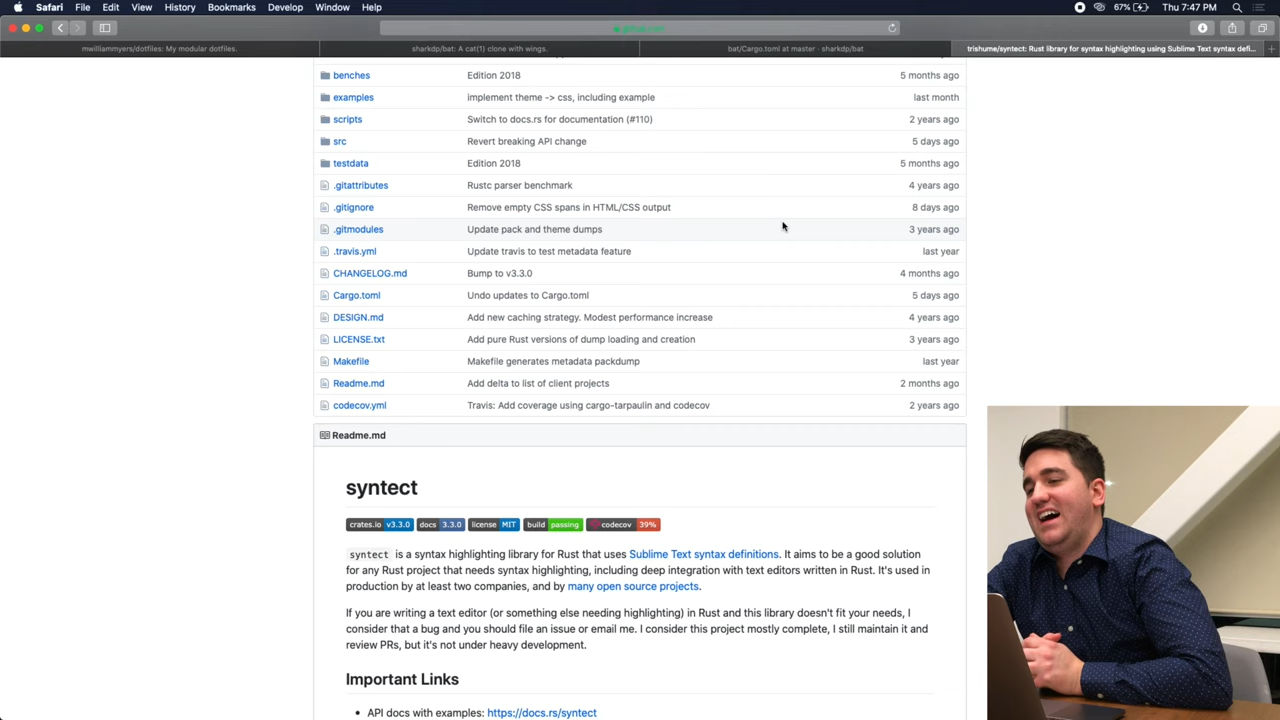 Safari File Edit View History Bookmarks Develop Window Help 67% Thu 7:47 PM
github.com
mwilliammyers/dotfiles: My modular dotfiles. sharkdp/bat: A cat(1) clone with wings. bat/Cargo.toml at master · sharkdp/bat trishume/syntect: Rust library for syntax highlighting using Sublime Text syntax defi...
benches Edition 2018 5 months ago
examples implement theme -> css, including example last month
scripts Switch to docs.rs for documentation (#110) 2 years ago
src Revert breaking API change 5 days ago
testdata Edition 2018 5 months ago
.gitattributes Rustc parser benchmark 4 years ago
.gitignore Remove empty CSS spans in HTML/CSS output 8 days ago
.gitmodules Update pack and theme dumps 3 years ago
.travis.yml Update travis to test metadata feature last year
CHANGELOG.md Bump to v3.3.0 4 months ago
Cargo.toml Undo updates to Cargo.toml 5 days ago
DESIGN.md Add new caching strategy. Modest performance increase 4 years ago
LICENSE.txt Add pure Rust versions of dump loading and creation 3 years ago
Makefile Makefile generates metadata packdump last year
Readme.md Add delta to list of client projects 2 months ago
codecov.yml Travis: Add coverage using cargo-tarpaulin and codecov 2 years ago
Readme.md
syntect
crates.io v3.3.0 docs 3.3.0 license MIT build passing codecov 39%
syntect is a syntax highlighting library for Rust that uses Sublime Text syntax definitions. It aims to be a good solution
for any Rust project that needs syntax highlighting, including deep integration with text editors written in Rust. It's used in
production by at least two companies, and by many open source projects.
If you are writing a text editor (or something else needing highlighting) in Rust and this library doesn't fit your needs, I
consider that a bug and you should file an issue or email me. I consider this project mostly complete, I still maintain it and
review PRs, but it's not under heavy development.
Important Links
• API docs with examples: https://docs.rs/syntect